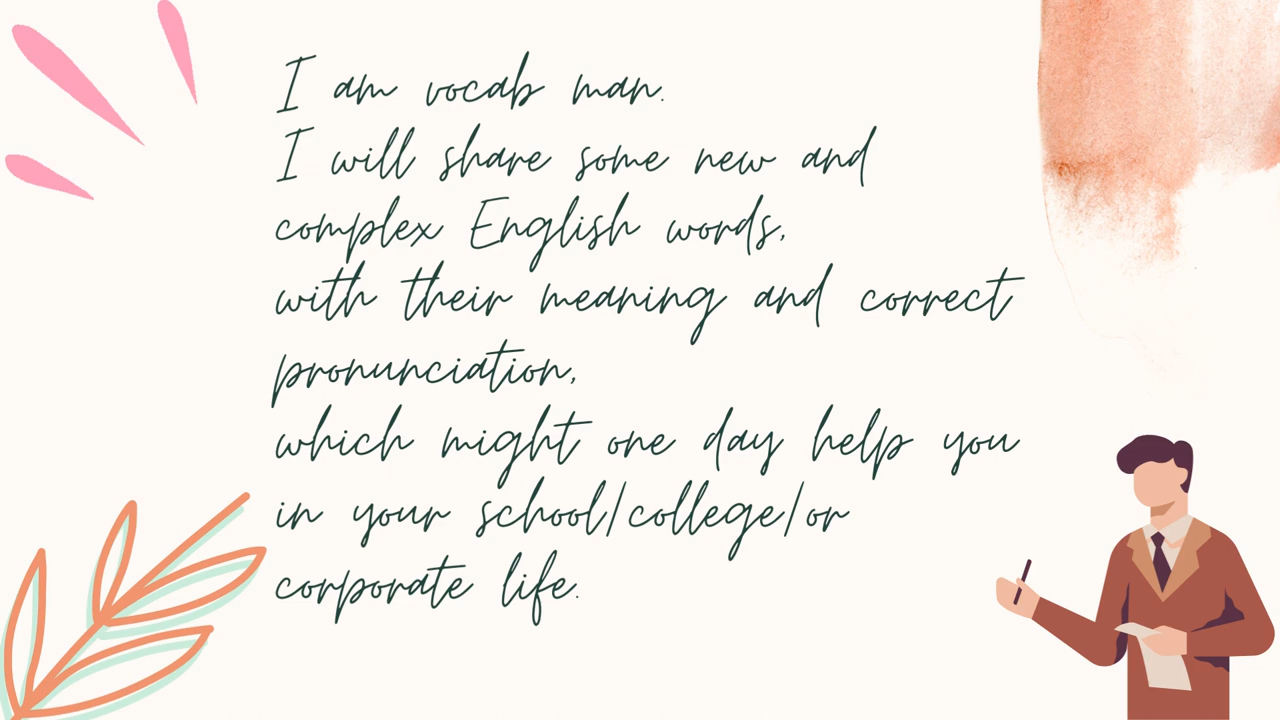 I am vocab man.
I will share some new and
complex English words,
with their meaning and correct
pronunciation,
which might one day help you
in your school/college/or
corporate life.